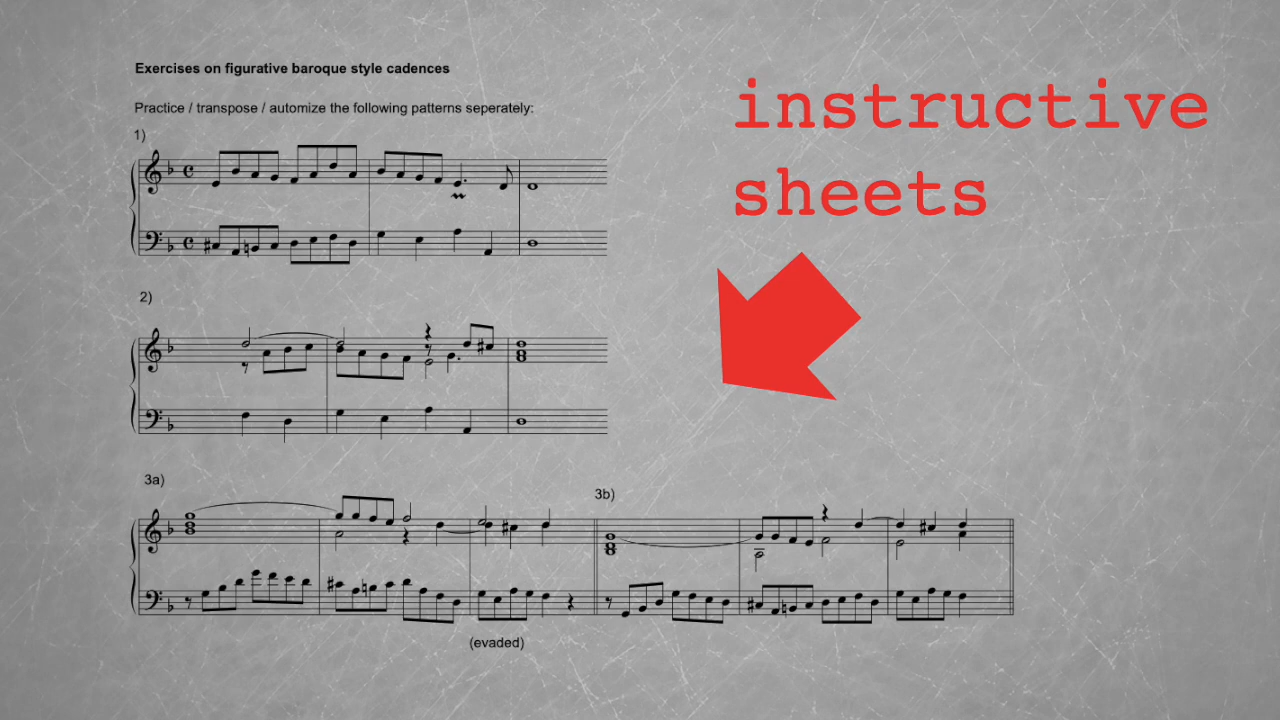 Exercises on figurative baroque style cadences
instructive
sheets
Practice / transpose / automize the following patterns seperately:
1)
2)
3a)
3b)
(evaded)